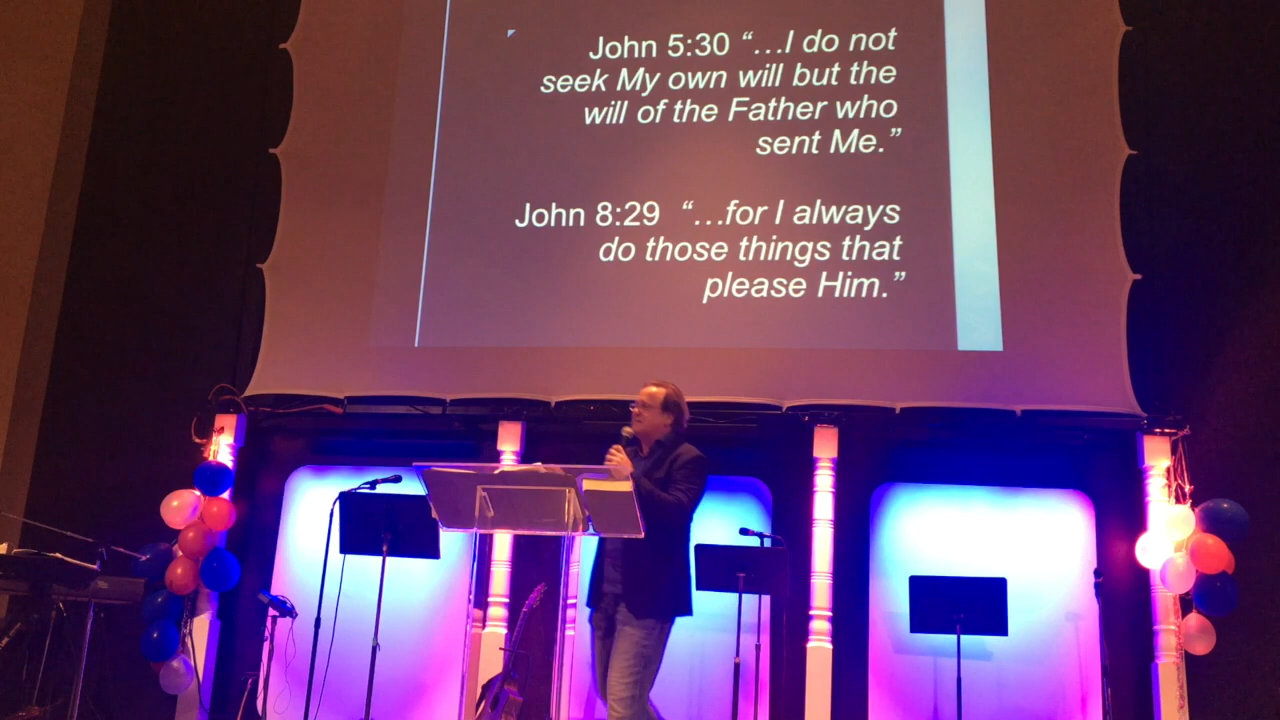 John 5:30 “…I do not
seek My own will but the
will of the Father who
sent Me.”
John 8:29 “…for I always
do those things that
please Him.”